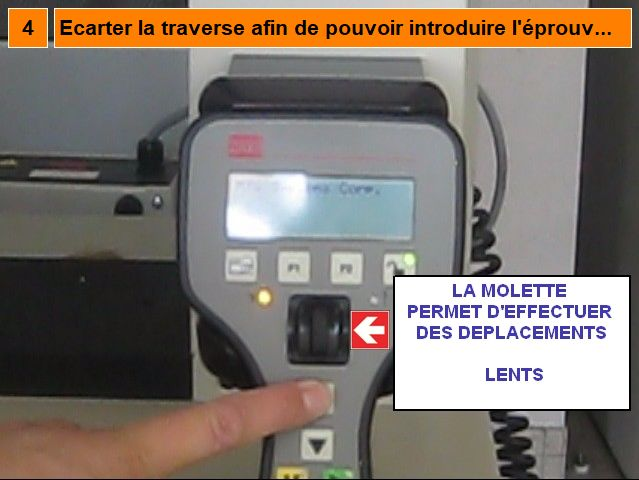 4 Ecarter la traverse afin de pouvoir introduire l'éprouv...
F1 F2
LA MOLETTE
PERMET D'EFFECTUER
DES DEPLACEMENTS
LENTS